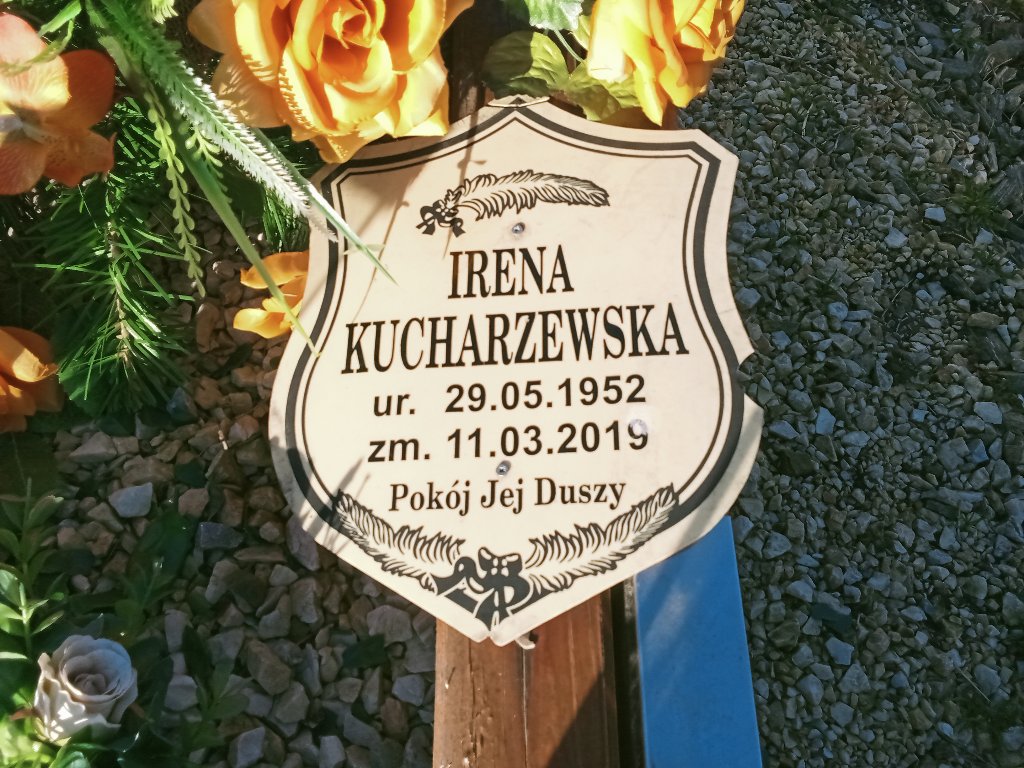 IRENA
KUCHARZEWSKA
ur. 29.05.1952
zm. 11.03.2019
Pokój Jej Duszy